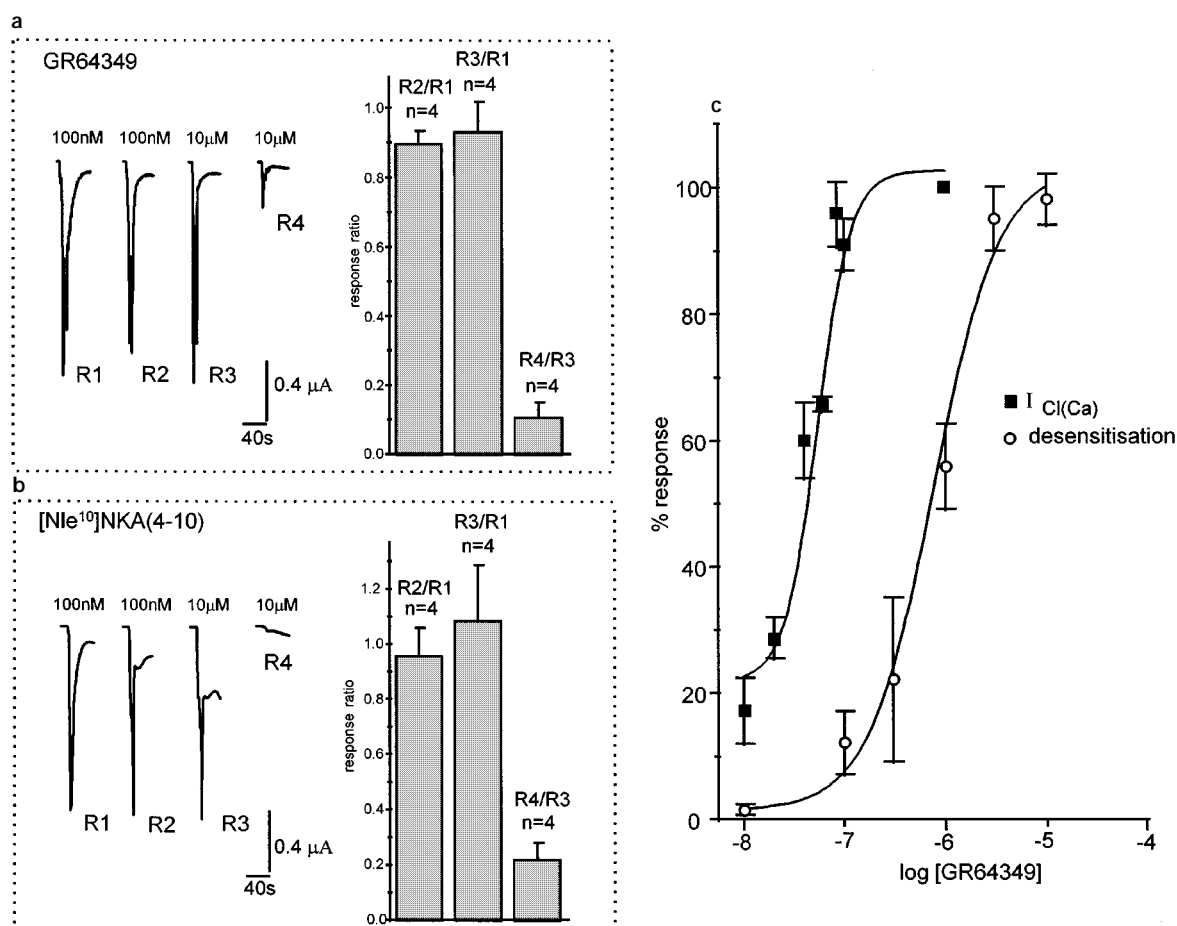 a
GR64349
100nM 100nM 10μM 10μM
R1 R2 R3 R4
0.4 μA
40s
response ratio
1.0
0.8
0.6
0.4
0.2
0.0
R2/R1
n=4
R3/R1
n=4
R4/R3
n=4
b
[Nle¹⁰]NKA(4-10)
100nM 100nM 10μM 10μM
R1 R2 R3 R4
0.4 μA
40s
response ratio
1.2
1.0
0.8
0.6
0.4
0.2
0.0
R2/R1
n=4
R3/R1
n=4
R4/R3
n=4
c
% response
100
80
60
40
20
0
-8 -7 -6 -5 -4
log [GR64349]
I Cl(Ca)
desensitisation